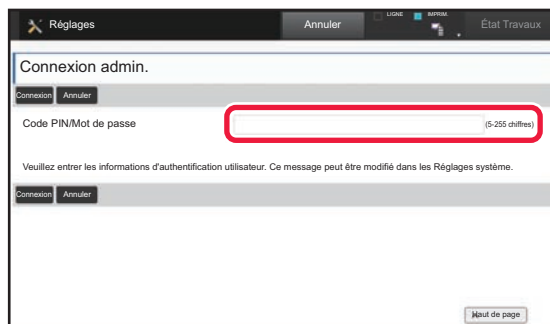 Réglages
Annuler
LIGNE
IMPRIM.
État Travaux
Connexion admin.
Connexion Annuler
Code PIN/Mot de passe
(5-255 chiffres)
Veuillez entrer les informations d'authentification utilisateur. Ce message peut être modifié dans les Réglages système.
Connexion Annuler
Haut de page